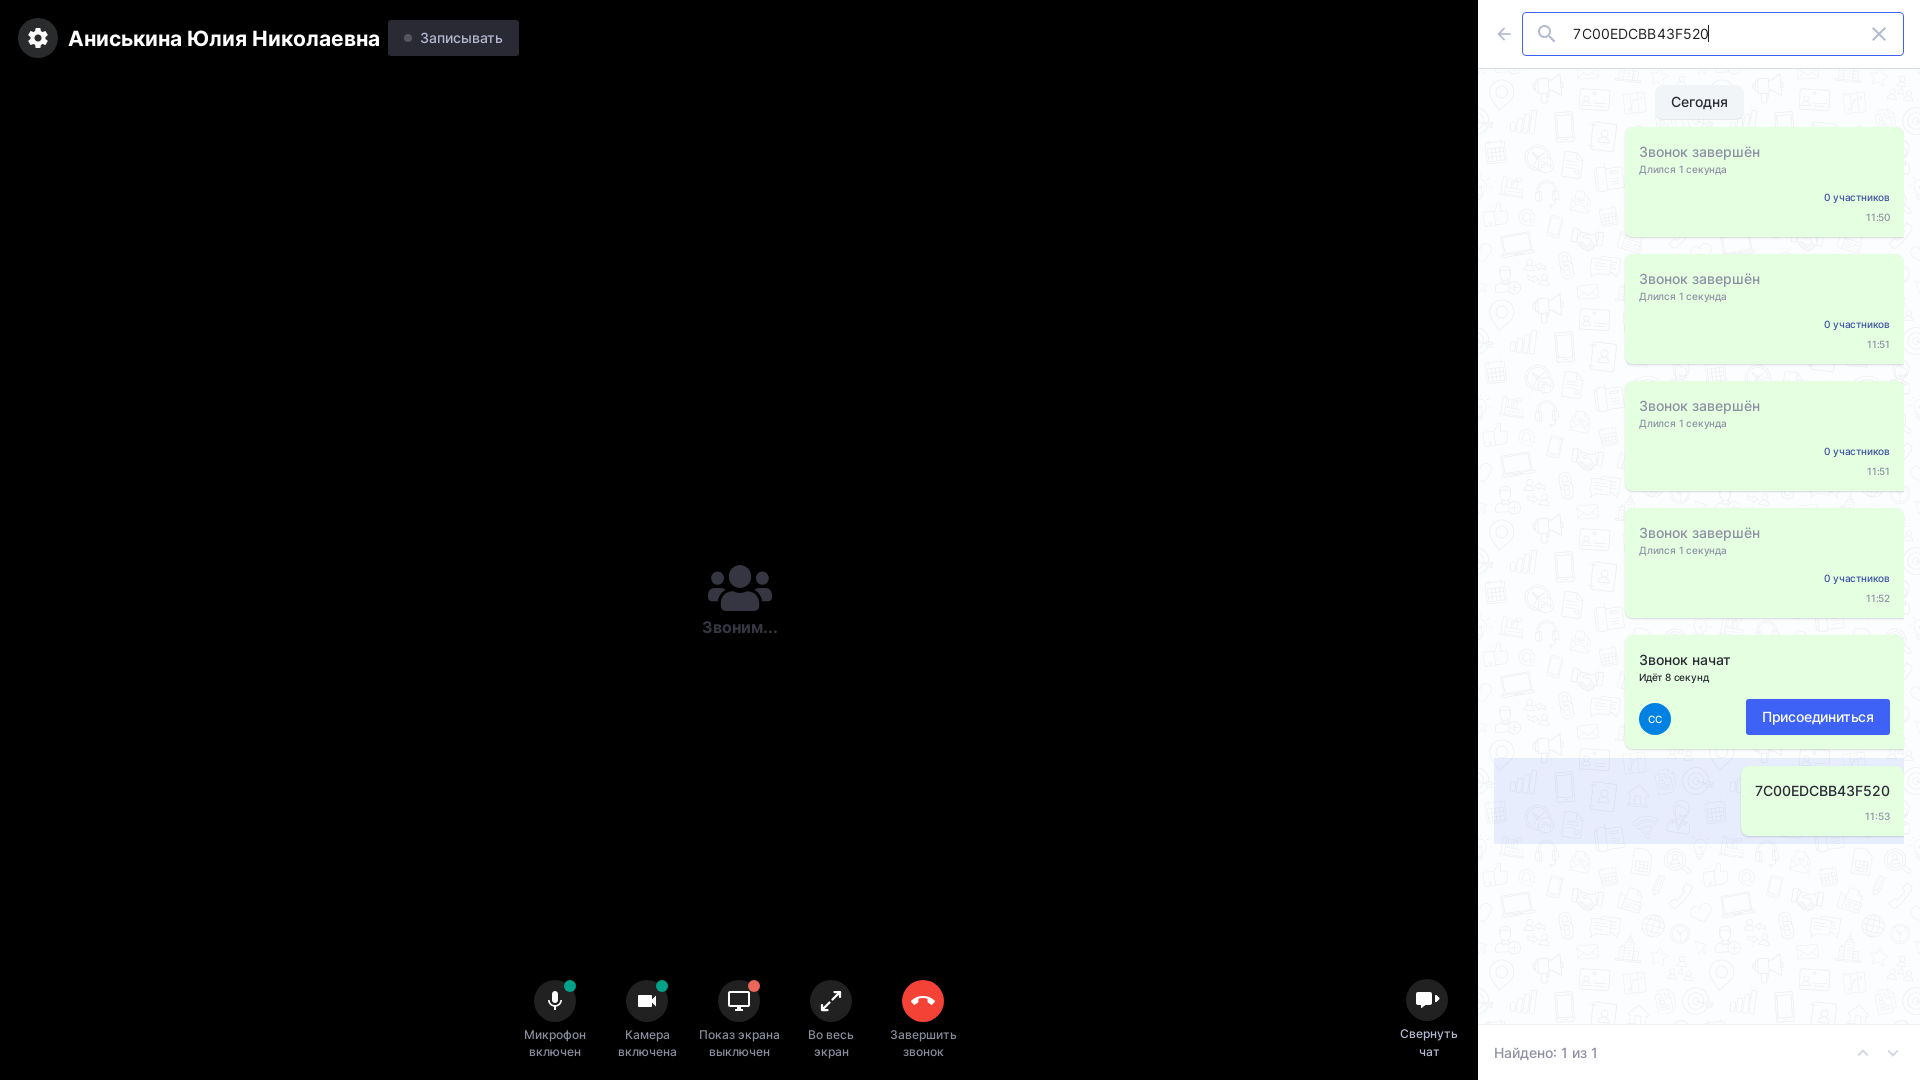 Аниськина Юлия Николаевна
Записывать
7C00EDCBB43F520
Сегодня
Звонок завершён
Длился 1 секунда
0 участников
11:50
Звонок завершён
Длился 1 секунда
0 участников
11:51
Звонок завершён
Длился 1 секунда
0 участников
11:51
Звонок завершён
Длился 1 секунда
0 участников
11:52
Звоним...
Звонок начат
Идёт 8 секунд
СС
Присоединиться
7C00EDCBB43F520
11:53
Микрофон
включен
Камера
включена
Показ экрана
выключен
Во весь
экран
Завершить
звонок
Свернуть
чат
Найдено: 1 из 1